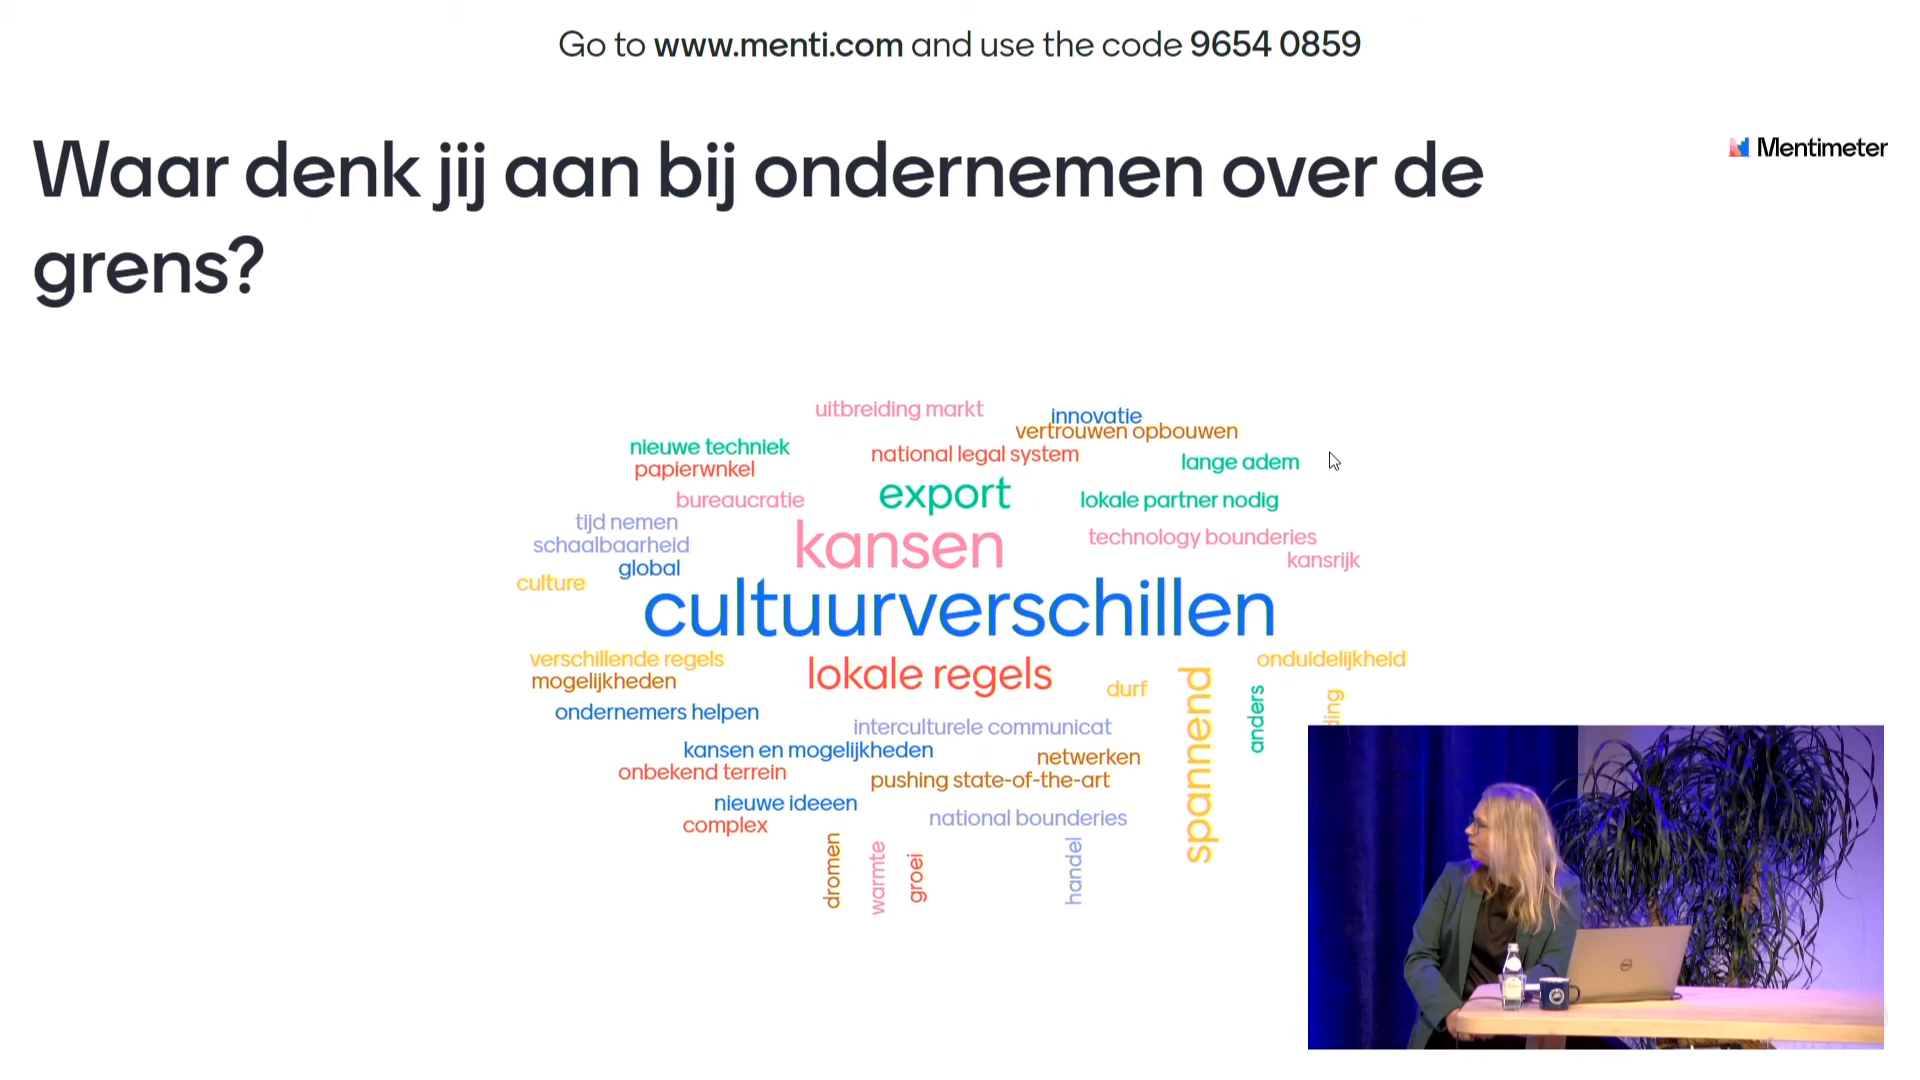 Go to www.menti.com and use the code 9654 0859
Waar denk jij aan bij ondernemen over de
grens?
Mentimeter
uitbreiding markt
innovatie
vertrouwen opbouwen
nieuwe techniek
national legal system
papierwnkel
lange adem
bureaucratie
export
lokale partner nodig
tijd nemen
kansen
technology bounderies
schaalbaarheid
kansrijk
global
culture
cultuurverschillen
verschillende regels
lokale regels
onduidelijkheid
mogelijkheden
durf
spannend
anders
ondernemers helpen
interculturele communicat
kansen en mogelijkheden
netwerken
onbekend terrein
pushing state-of-the-art
nieuwe ideeen
national bounderies
complex
dromen
warmte
groei
handel